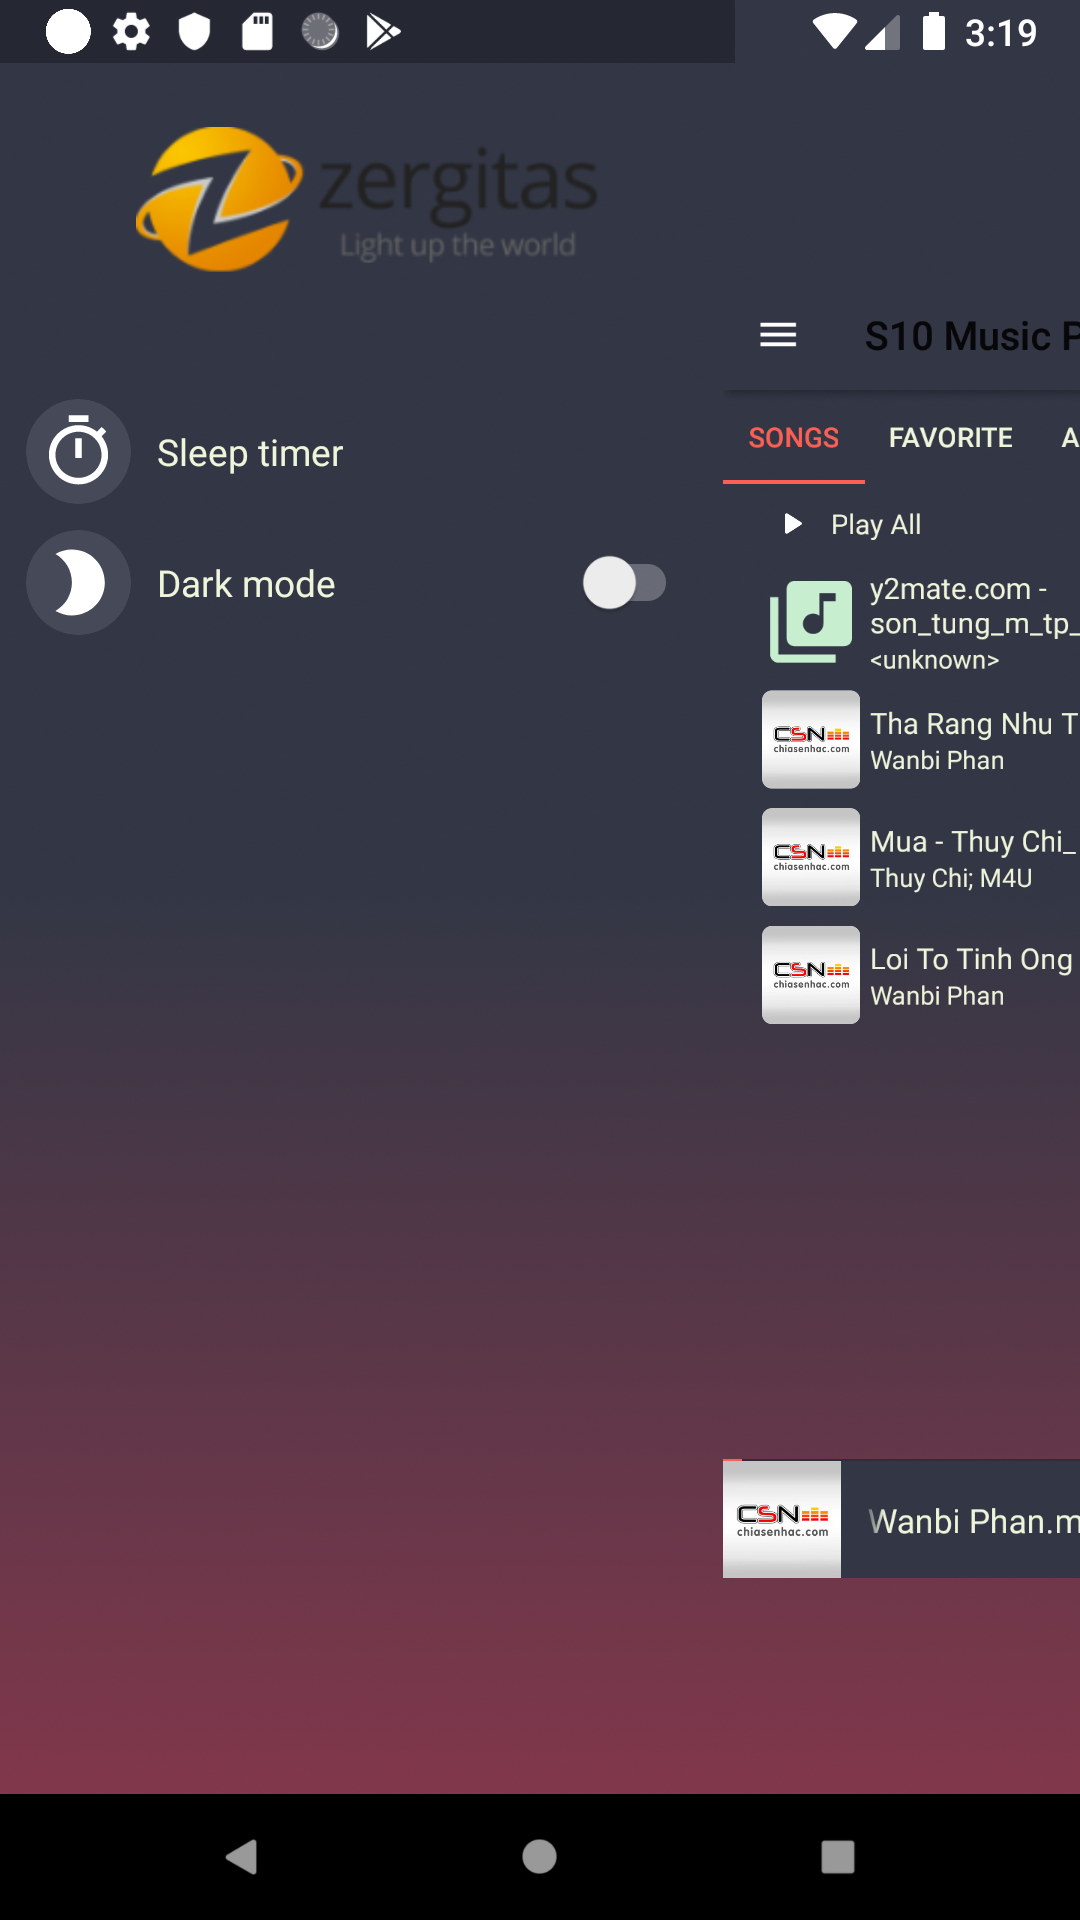 3:19
zergitas
Light up the world
Sleep timer
Dark mode
S10 Music P
SONGS
FAVORITE
A
Play All
y2mate.com -
son_tung_m_tp_
<unknown>
CSN
chiasenhac.com
Tha Rang Nhu T
Wanbi Phan
CSN
chiasenhac.com
Mua - Thuy Chi_
Thuy Chi; M4U
CSN
chiasenhac.com
Loi To Tinh Ong
Wanbi Phan
CSN
chiasenhac.com
Wanbi Phan.m